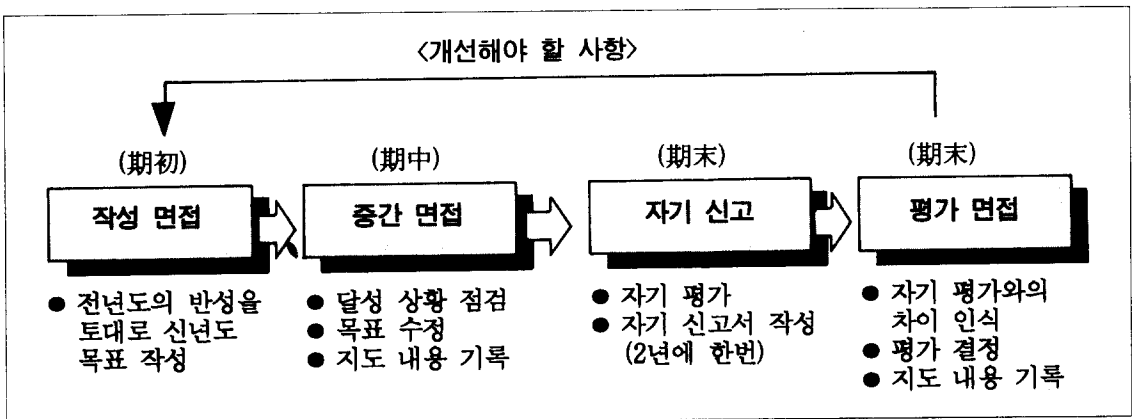 <개선해야 할 사항>
(期初)
작성 면접
● 전년도의 반성을
토대로 신년도
목표 작성
(期中)
중간 면접
● 달성 상황 점검
● 목표 수정
● 지도 내용 기록
(期末)
자기 신고
● 자기 평가
● 자기 신고서 작성
(2년에 한번)
(期末)
평가 면접
● 자기 평가와의
차이 인식
● 평가 결정
● 지도 내용 기록